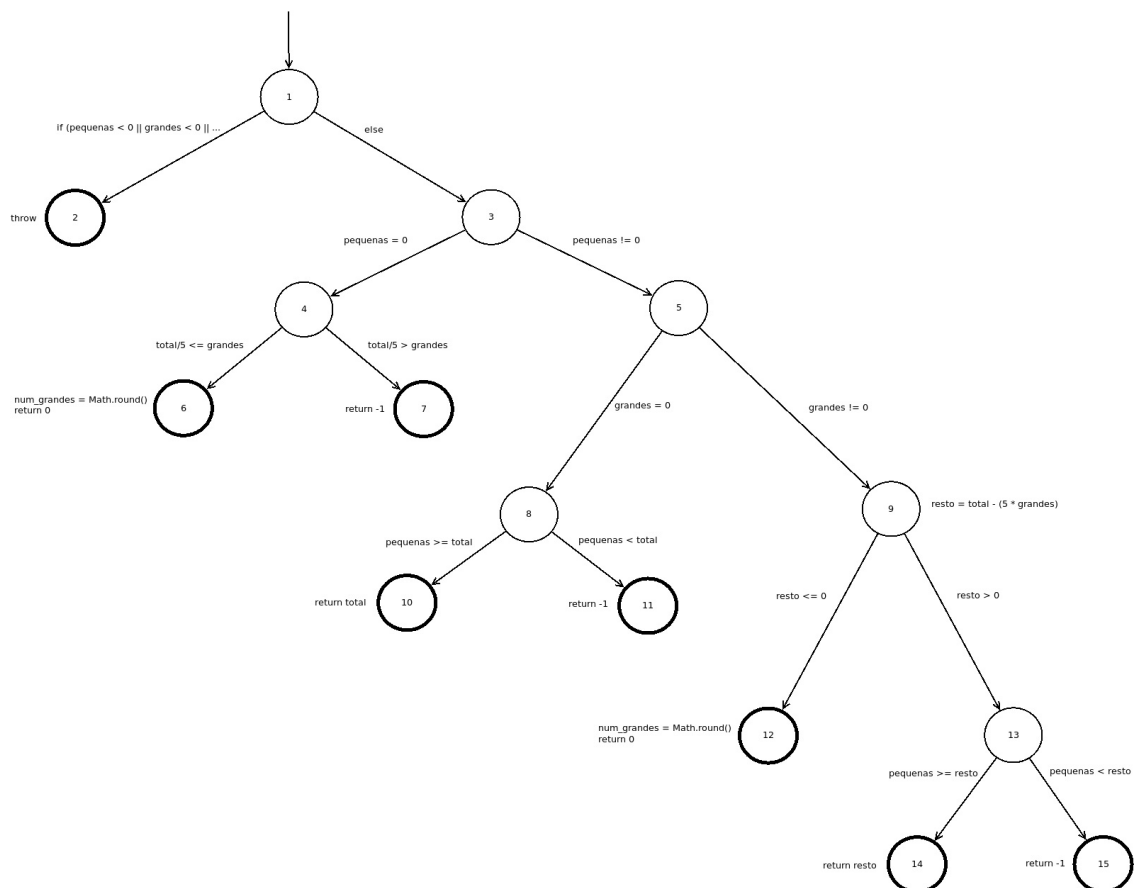 1
if (pequenas < 0 || grandes < 0 || ...
else
throw
2
3
pequenas = 0
pequenas != 0
4
5
total/5 <= grandes
total/5 > grandes
num_grandes = Math.round()
return 0
6
return -1
7
grandes = 0
grandes != 0
8
9
resto = total - (5 * grandes)
pequenas >= total
pequenas < total
return total
10
return -1
11
resto <= 0
resto > 0
num_grandes = Math.round()
return 0
12
13
pequenas >= resto
pequenas < resto
return resto
14
return -1
15